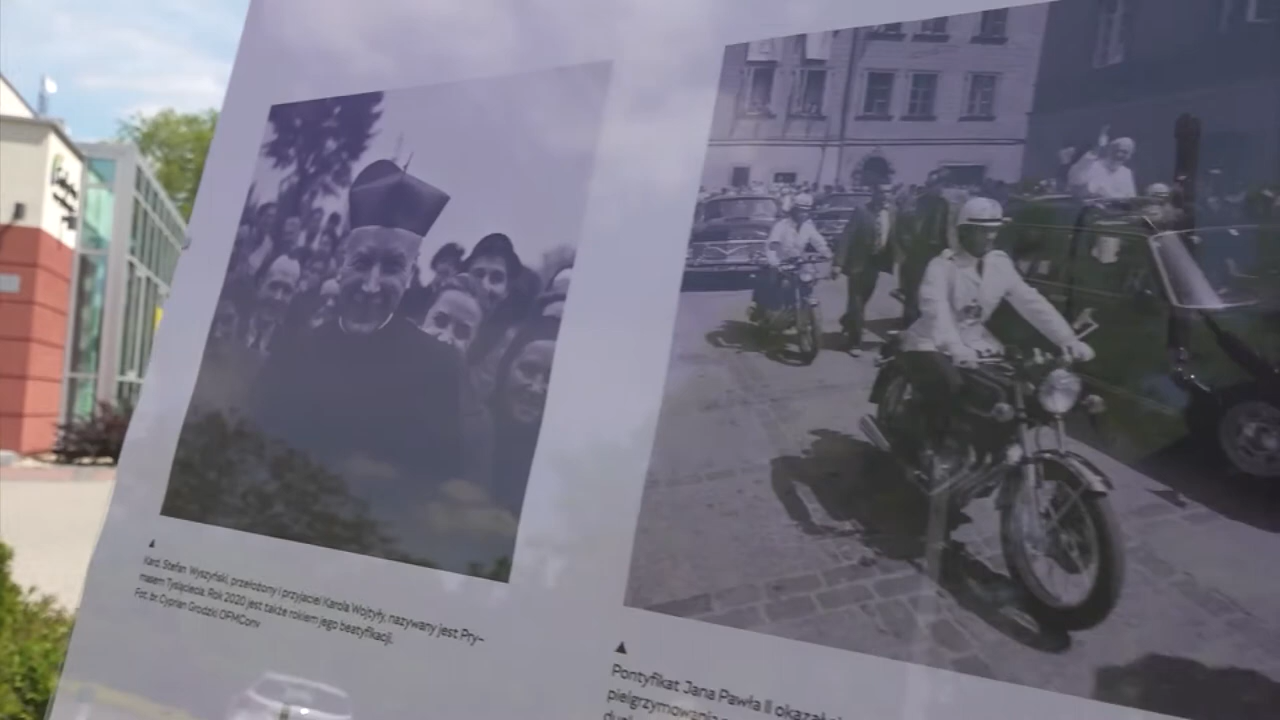 Kard. Stefan Wyszyński, przełożony i przyjaciel Karola Wojtyły, nazywany jest Pry-
masem Tysiąclecia. Rok 2020 jest także rokiem jego beatyfikacji.
Fot. br. Cyprian Grodzki OFMConv
Pontyfikat Jana Pawła II
pielgrzymowania